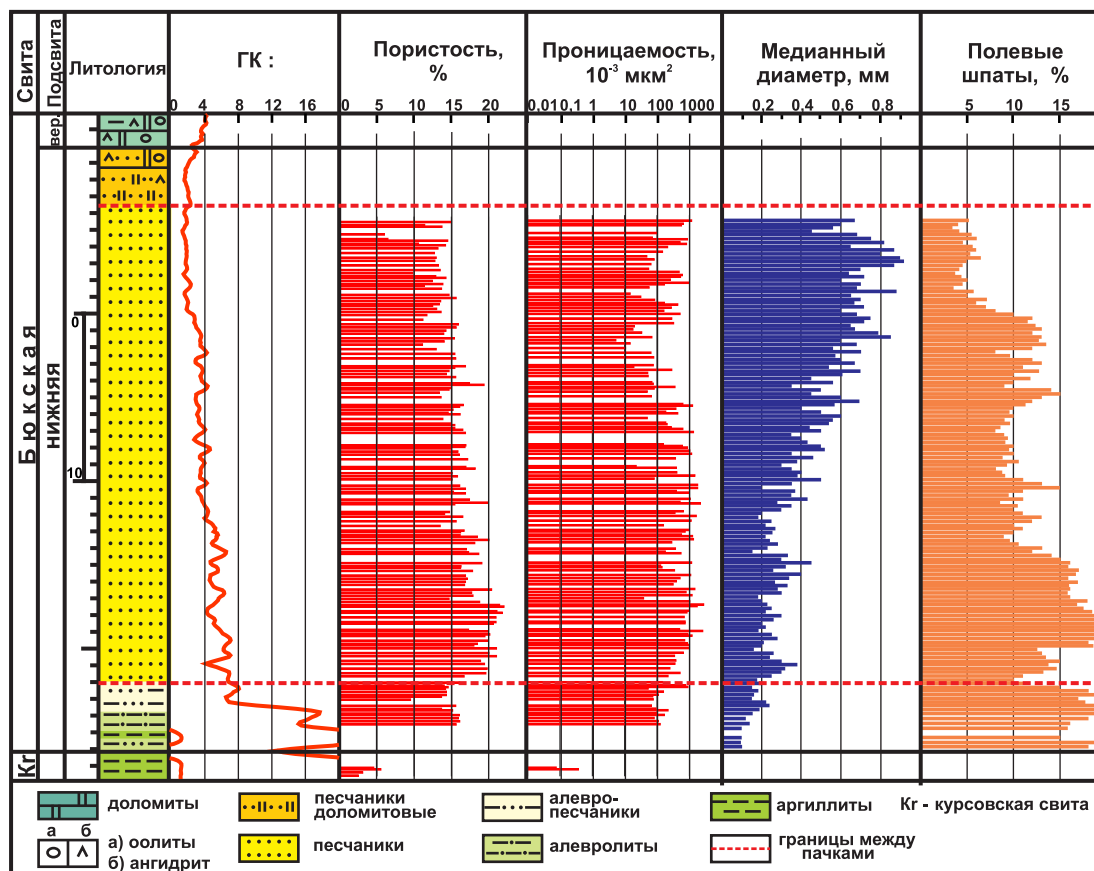 Свита
Подсвита
Литология
ГК :
0 4 8 12 16
Пористость,
%
0 5 10 15 20
Проницаемость,
10⁻³ мкм²
0,01 0,1 1 10 100 1000
Медианный
диаметр, мм
0,2 0,4 0,6 0,8
Полевые
шпаты, %
5 10 15
вер.
Бюкская
нижняя
0
10
Kr
доломиты
песчаники
доломитовые
алевро-
песчаники
аргиллиты
Kr - курсовская свита
а б
а) оолиты
б) ангидрит
песчаники
алевролиты
границы между
пачками